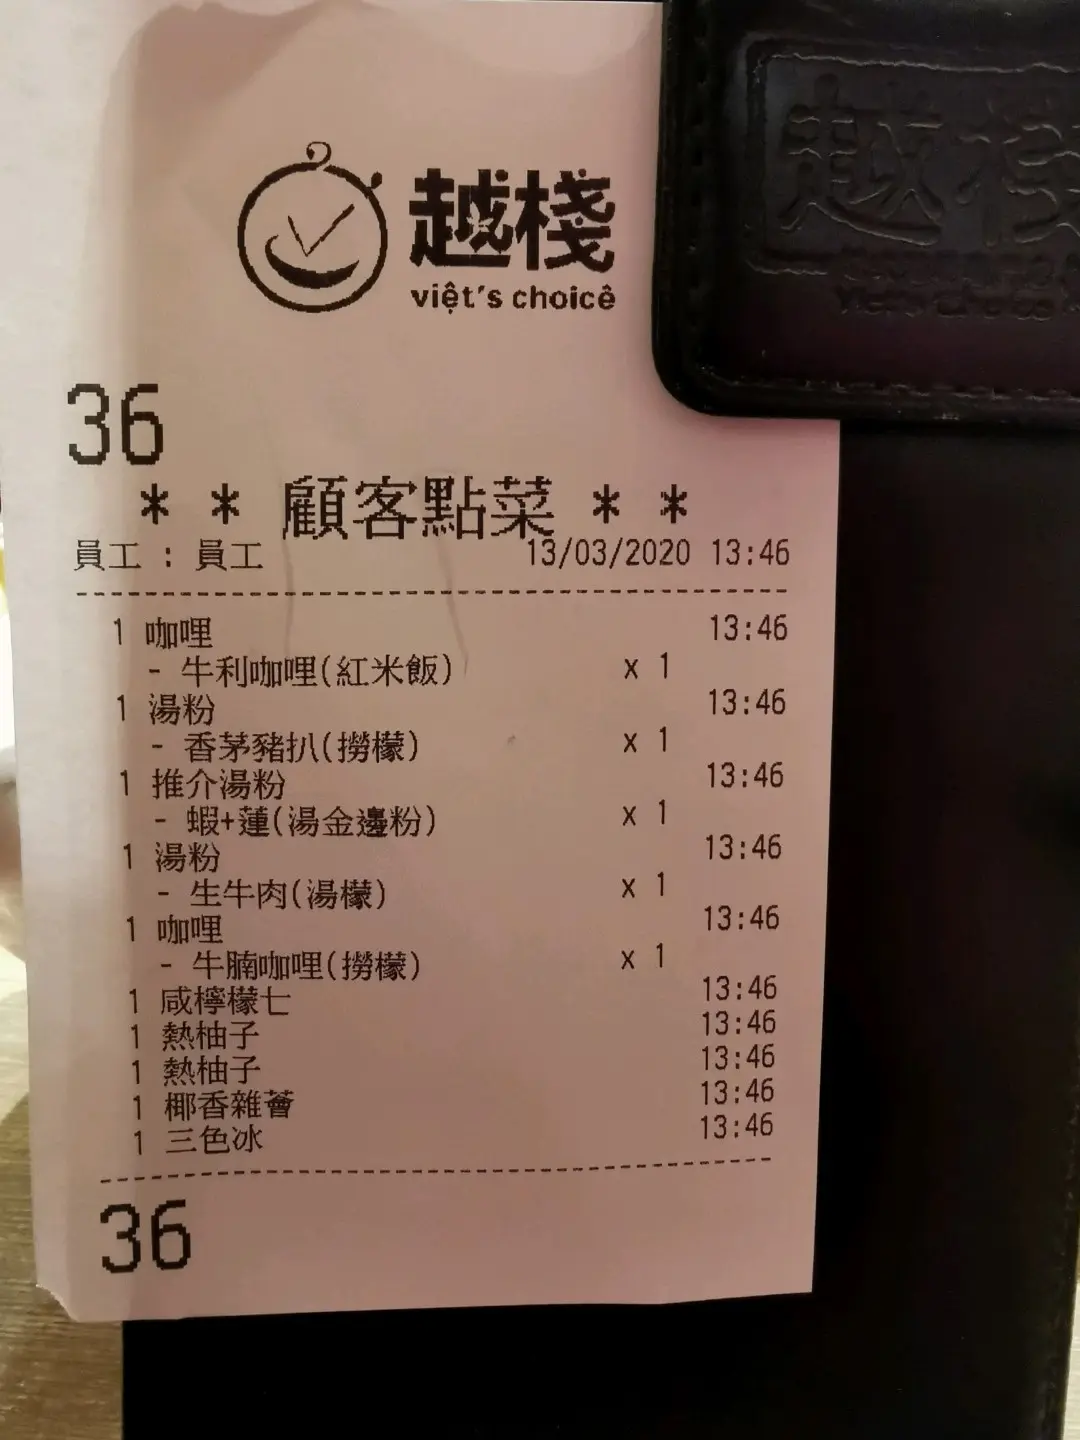 越棧
việt's choicê
36
* * 顧客點菜 * *
員工 : 員工 13/03/2020 13:46
1 咖哩 13:46
- 牛利咖哩(紅米飯) x 1
1 湯粉 13:46
- 香茅豬扒(撈檬) x 1
1 推介湯粉 13:46
- 蝦+蓮(湯金邊粉) x 1
1 湯粉 13:46
- 生牛肉(湯檬) x 1
1 咖哩 13:46
- 牛腩咖哩(撈檬) x 1
1 咸檸檬七 13:46
1 熱柚子 13:46
1 熱柚子 13:46
1 椰香雜薈 13:46
1 三色冰 13:46
36
越棧